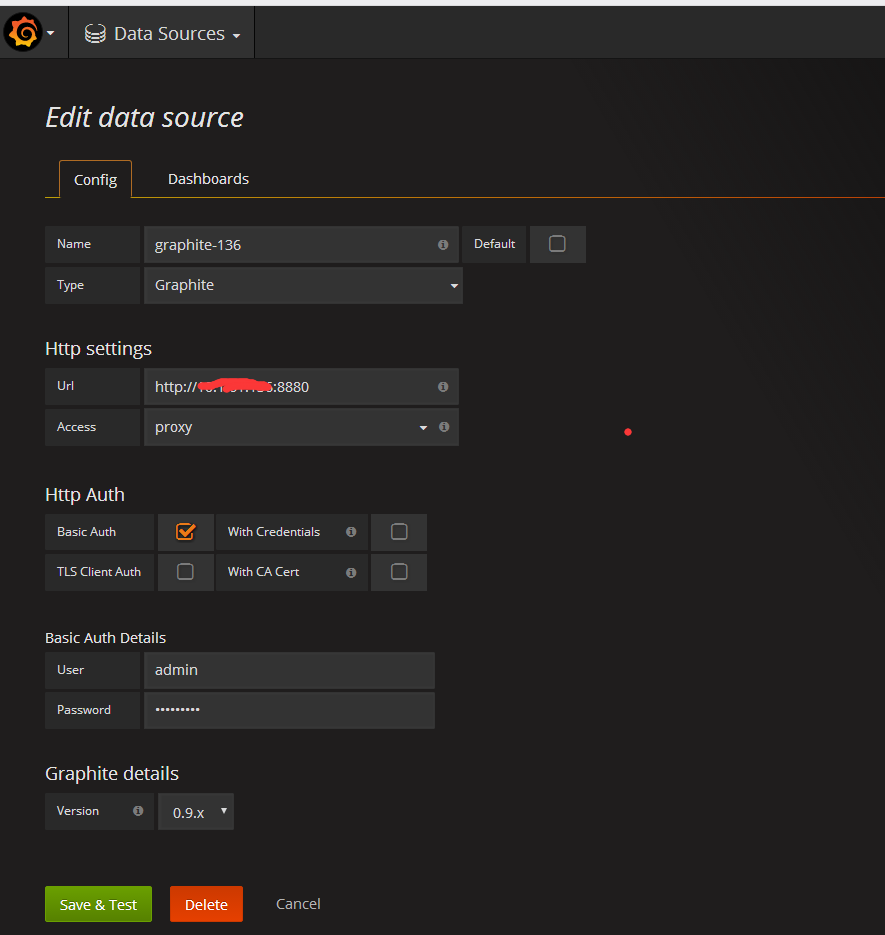 Data Sources
Edit data source
Config Dashboards
Name graphite-136 Default
Type Graphite
Http settings
Url http:// :8880
Access proxy
Http Auth
Basic Auth With Credentials
TLS Client Auth With CA Cert
Basic Auth Details
User admin
Password •••••••••
Graphite details
Version 0.9.x
Save & Test Delete Cancel